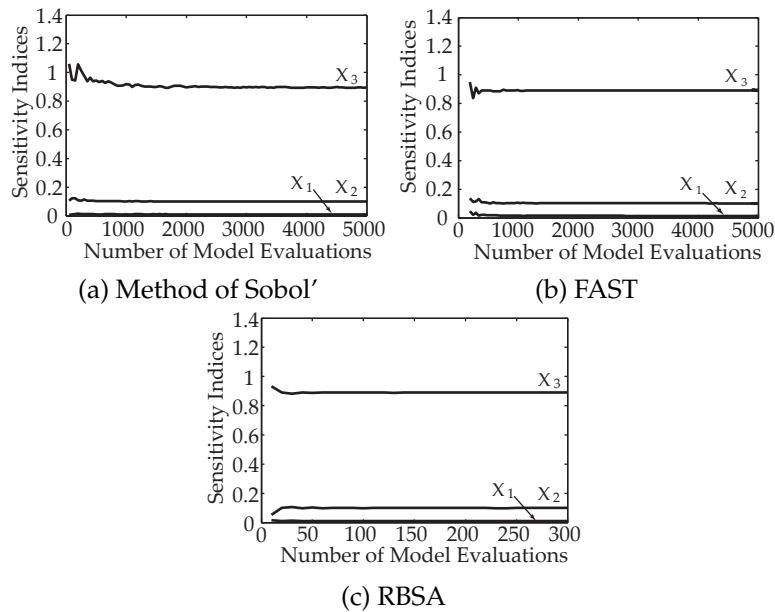 Sensitivity Indices
1.4
1.2
1
0.8
0.6
0.4
0.2
0
X3
X1
X2
0 1000 2000 3000 4000 5000
Number of Model Evaluations
(a) Method of Sobol′
Sensitivity Indices
1.4
1.2
1
0.8
0.6
0.4
0.2
0
X3
X1
X2
0 1000 2000 3000 4000 5000
Number of Model Evaluations
(b) FAST
Sensitivity Indices
1.4
1.2
1
0.8
0.6
0.4
0.2
0
X3
X1
X2
0 50 100 150 200 250 300
Number of Model Evaluations
(c) RBSA